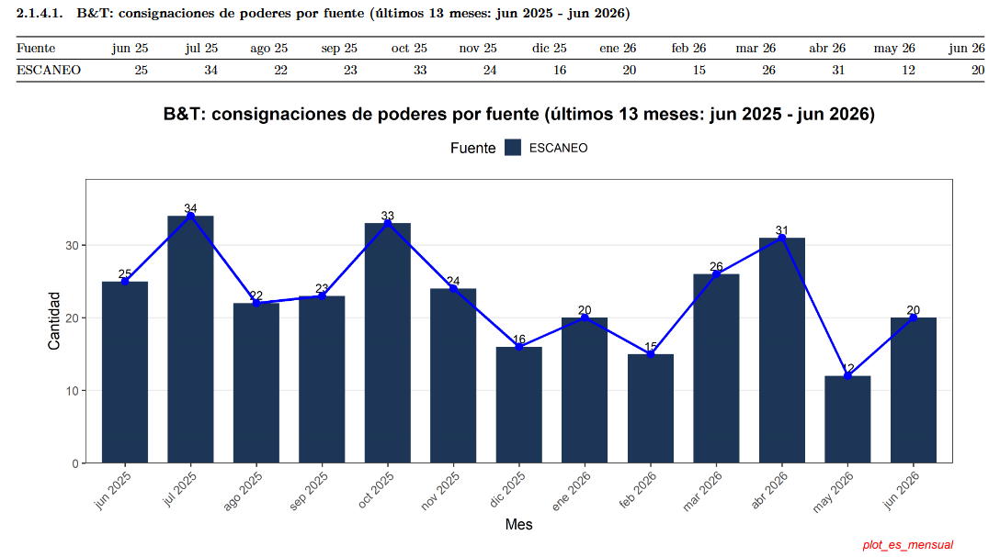 2.1.4.1. B&T: consignaciones de poderes por fuente (últimos 13 meses: jun 2025 - jun 2026)
Fuente jun 25 jul 25 ago 25 sep 25 oct 25 nov 25 dic 25 ene 26 feb 26 mar 26 abr 26 may 26 jun 26
ESCANEO 25 34 22 23 33 24 16 20 15 26 31 12 20
B&T: consignaciones de poderes por fuente (últimos 13 meses: jun 2025 - jun 2026)
Fuente ESCANEO
Cantidad
30
20
10
0
25 34 22 23 33 24 16 20 15 26 31 12 20
jun 2025 jul 2025 ago 2025 sep 2025 oct 2025 nov 2025 dic 2025 ene 2026 feb 2026 mar 2026 abr 2026 may 2026 jun 2026
Mes
plot_es_mensual